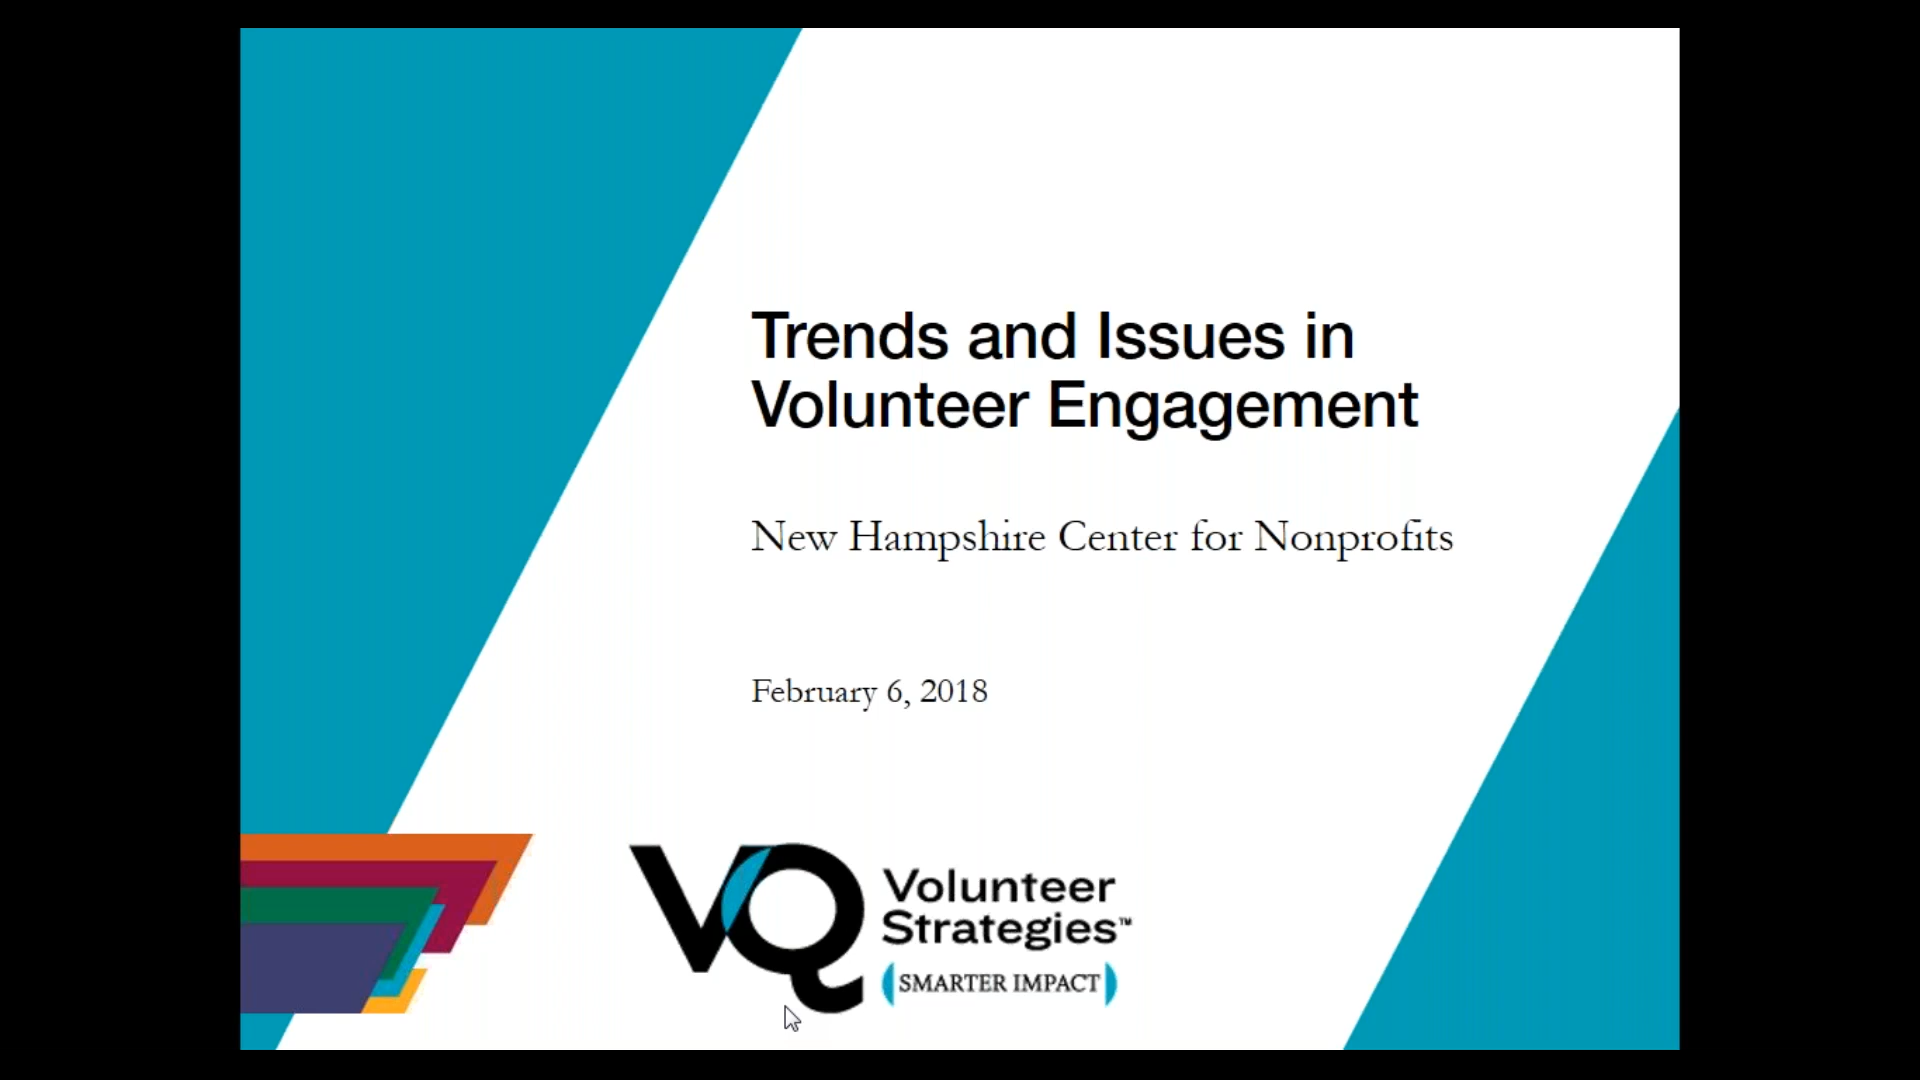 Trends and Issues in
Volunteer Engagement
New Hampshire Center for Nonprofits
February 6, 2018
VQ
Volunteer
Strategies™
SMARTER IMPACT